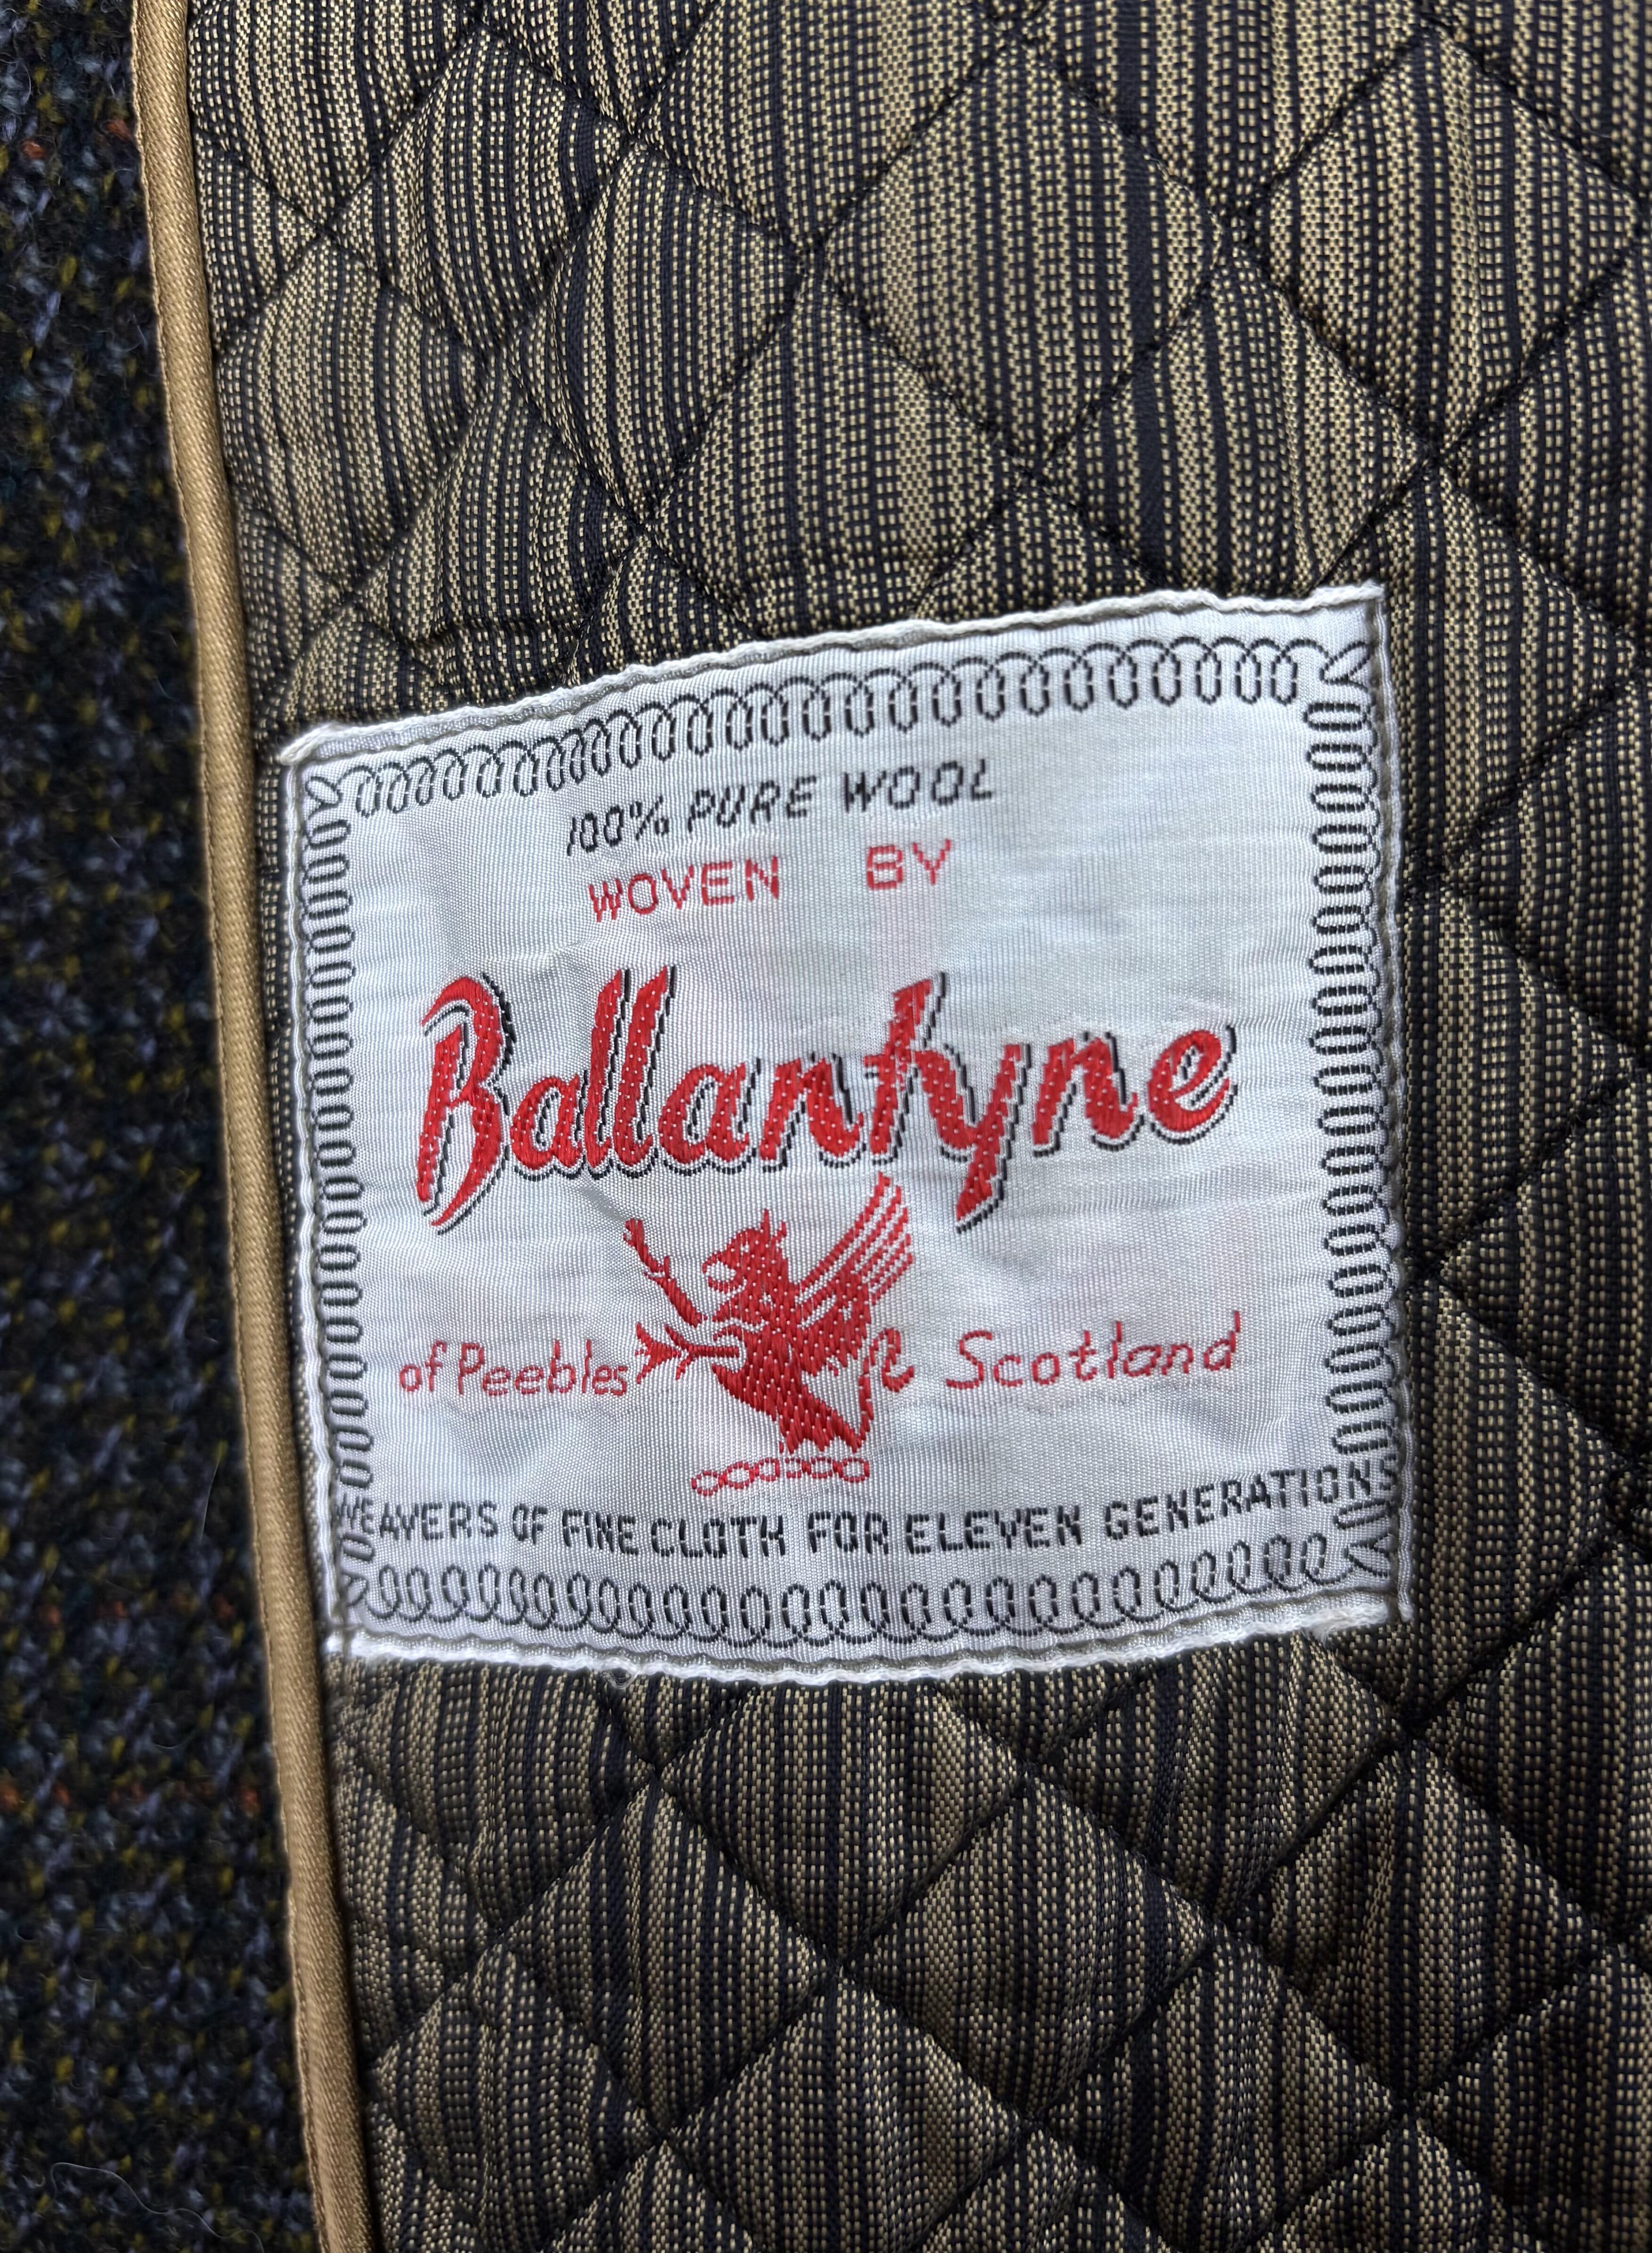 100% PURE WOOL
WOVEN BY
Ballantyne
of Peebles Scotland
WEAVERS OF FINE CLOTH FOR ELEVEN GENERATIONS